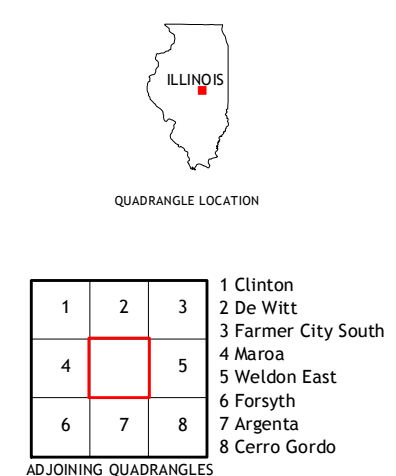 ILLINOIS
QUADRANGLE LOCATION
1 2 3
4 5
6 7 8
1 Clinton
2 De Witt
3 Farmer City South
4 Maroa
5 Weldon East
6 Forsyth
7 Argenta
8 Cerro Gordo
ADJOINING QUADRANGLES